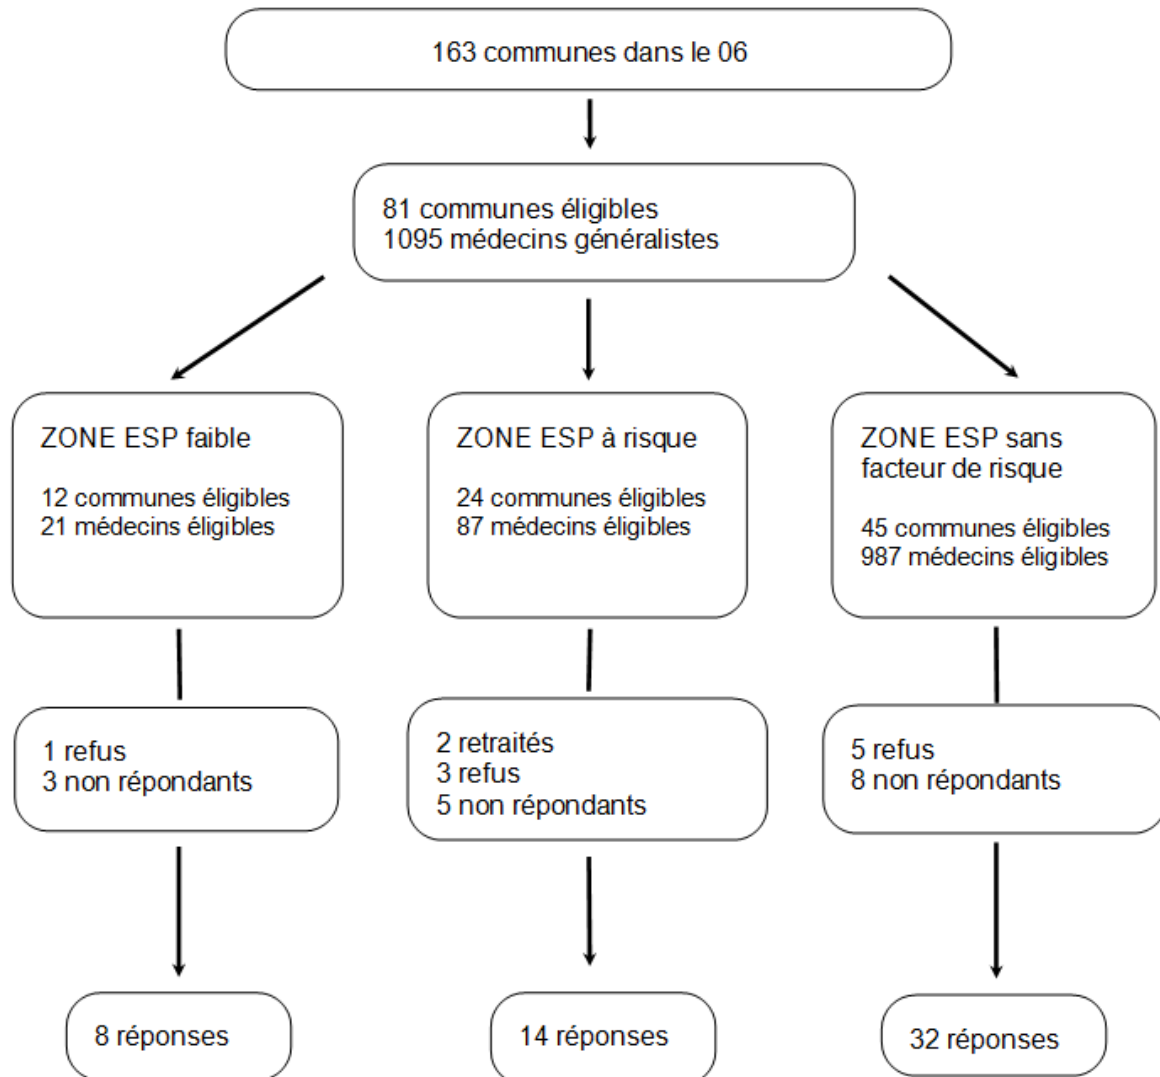 163 communes dans le 06
81 communes éligibles
1095 médecins généralistes
ZONE ESP faible
12 communes éligibles
21 médecins éligibles
ZONE ESP à risque
24 communes éligibles
87 médecins éligibles
ZONE ESP sans
facteur de risque
45 communes éligibles
987 médecins éligibles
1 refus
3 non répondants
2 retraités
3 refus
5 non répondants
5 refus
8 non répondants
8 réponses
14 réponses
32 réponses